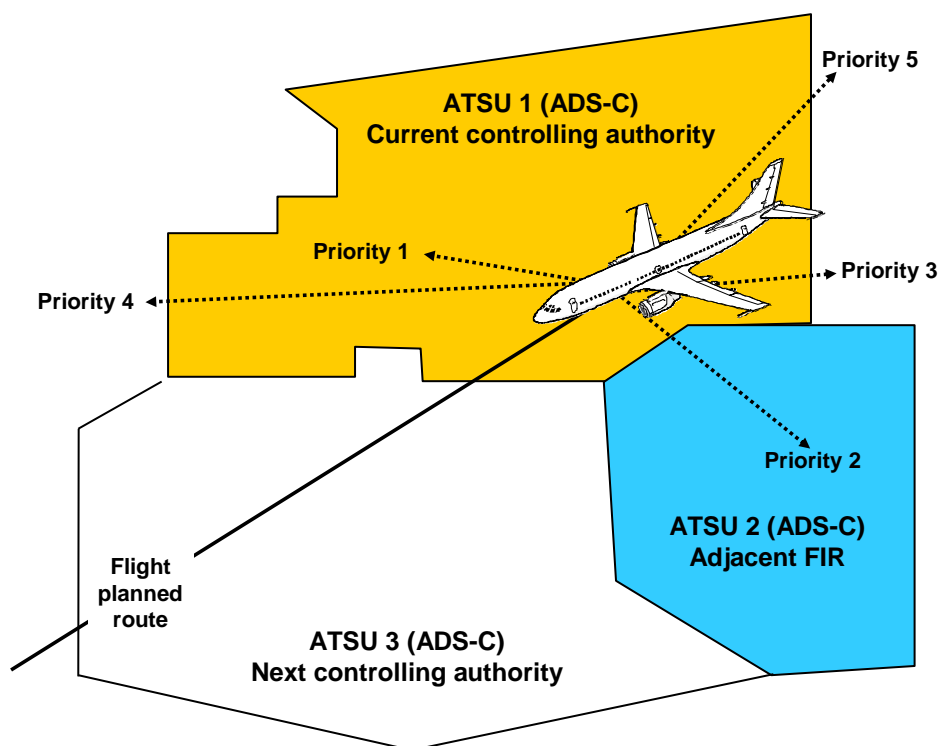 Priority 5
ATSU 1 (ADS-C)
Current controlling authority
Priority 1
Priority 3
Priority 4
Priority 2
ATSU 2 (ADS-C)
Adjacent FIR
Flight
planned
route
ATSU 3 (ADS-C)
Next controlling authority